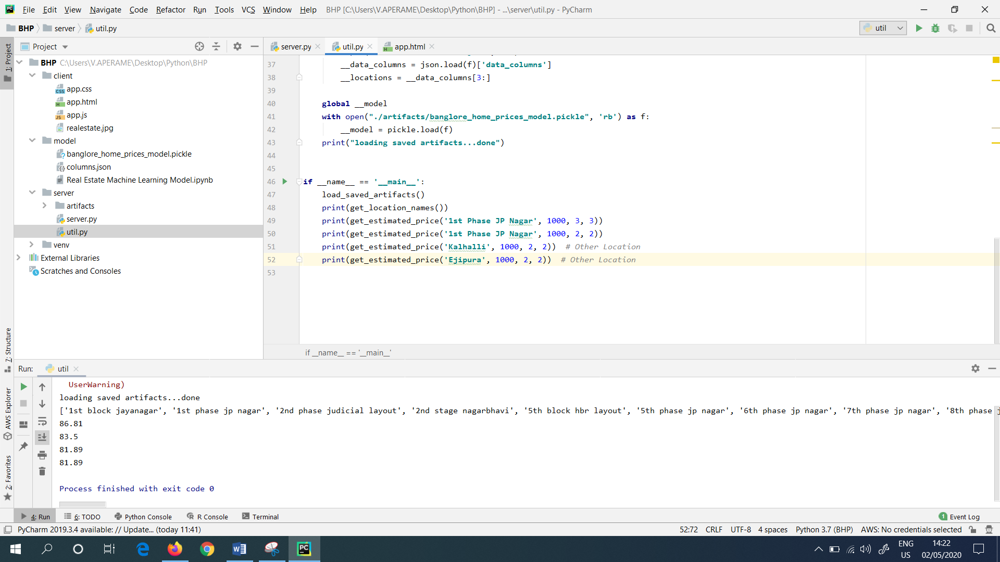 File Edit View Navigate Code Refactor Run Tools VCS Window Help BHP [C:\Users\V.APERAME\Desktop\Python\BHP] - ...\server\util.py - PyCharm
BHP server util.py
util
1: Project
Project
server.py util.py app.html
BHP C:\Users\V.APERAME\Desktop\Python\BHP
client
app.css
app.html
app.js
realestate.jpg
model
banglore_home_prices_model.pickle
columns.json
Real Estate Machine Learning Model.ipynb
server
artifacts
server.py
util.py
venv
External Libraries
Scratches and Consoles
37 __data_columns = json.load(f)['data_columns']
38 __locations = __data_columns[3:]
39
40 global __model
41 with open("./artifacts/banglore_home_prices_model.pickle", 'rb') as f:
42 __model = pickle.load(f)
43 print("loading saved artifacts...done")
44
45
46 if __name__ == '__main__':
47 load_saved_artifacts()
48 print(get_location_names())
49 print(get_estimated_price('1st Phase JP Nagar', 1000, 3, 3))
50 print(get_estimated_price('1st Phase JP Nagar', 1000, 2, 2))
51 print(get_estimated_price('Kalhalli', 1000, 2, 2))  # Other Location
52 print(get_estimated_price('Ejipura', 1000, 2, 2))  # Other Location
53
if __name__ == '__main__'
7: Structure
AWS Explorer
2: Favorites
Run: util
UserWarning)
loading saved artifacts...done
['1st block jayanagar', '1st phase jp nagar', '2nd phase judicial layout', '2nd stage nagarbhavi', '5th block hbr layout', '5th phase jp nagar', '6th phase jp nagar', '7th phase jp nagar', '8th phase j
86.81
83.5
81.89
81.89
Process finished with exit code 0
4: Run 6: TODO Python Console R Console Terminal 1 Event Log
PyCharm 2019.3.4 available: // Update... (today 11:41) 52:72 CRLF UTF-8 4 spaces Python 3.7 (BHP) AWS: No credentials selected
ENG 14:22
US 02/05/2020